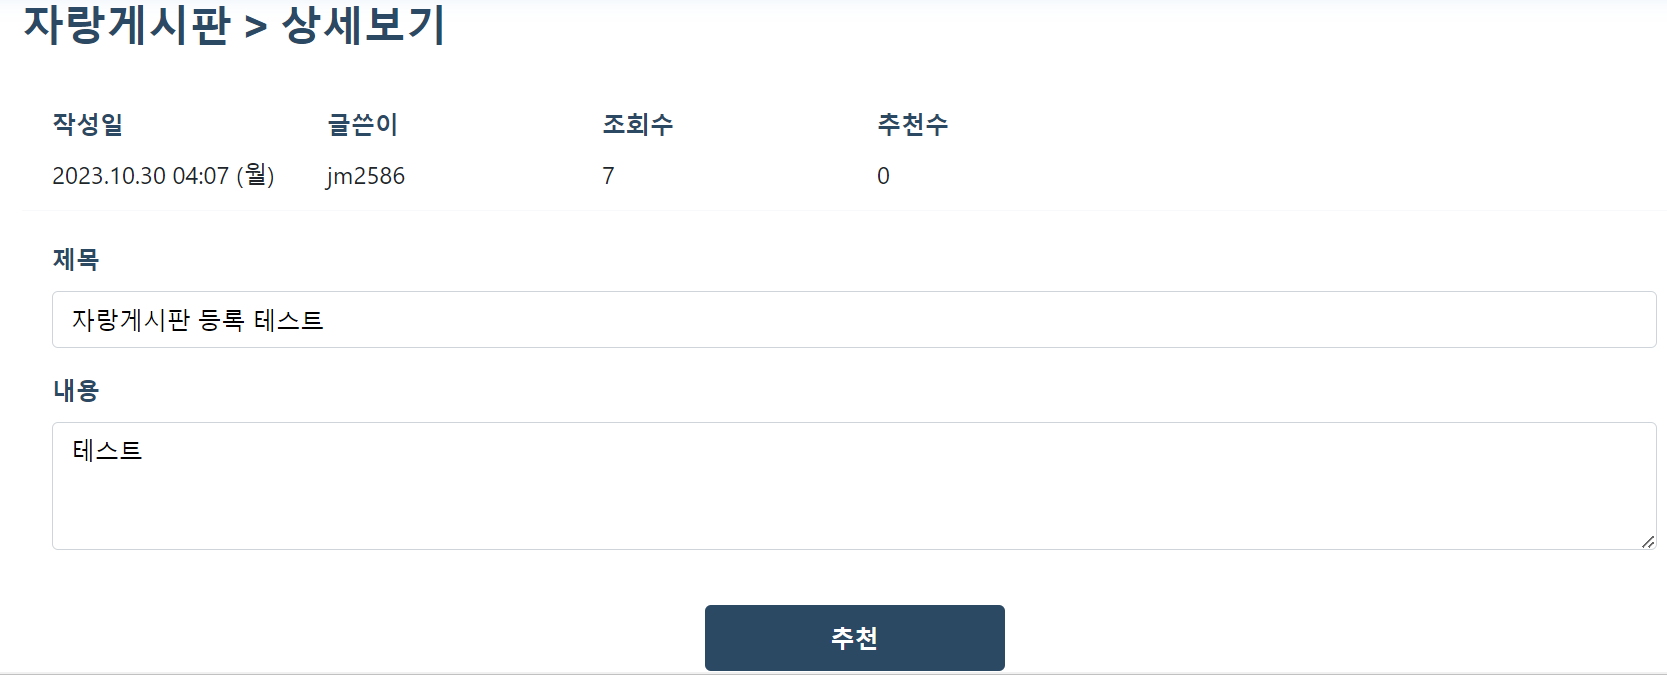 자랑게시판 > 상세보기
작성일 글쓴이 조회수 추천수
2023.10.30 04:07 (월) jm2586 7 0
제목
자랑게시판 등록 테스트
내용
테스트
추천